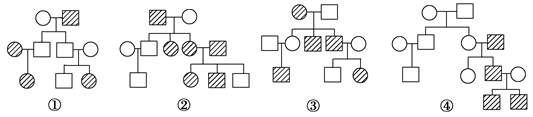 ① ② ③ ④